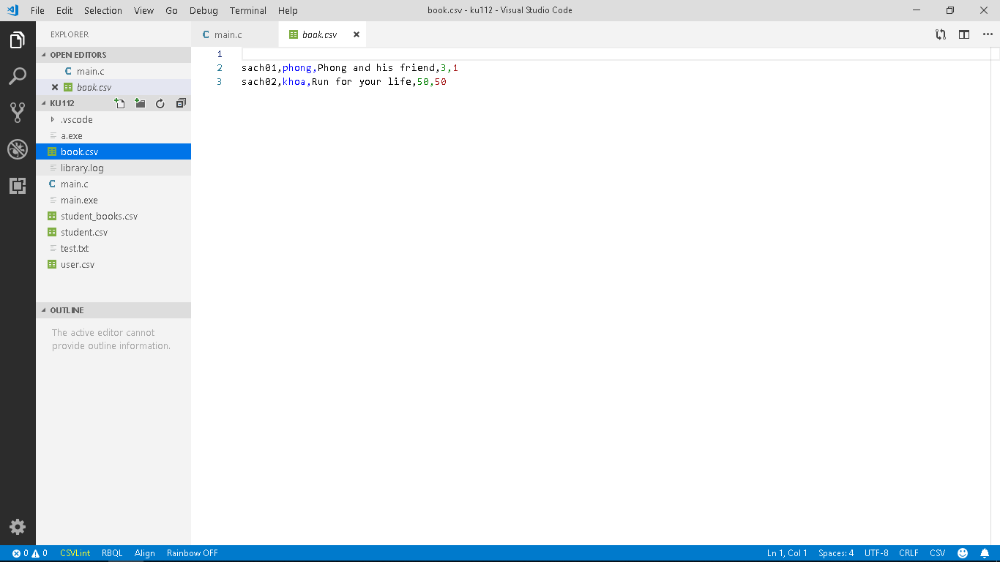 File Edit Selection View Go Debug Terminal Help book.csv - ku112 - Visual Studio Code
EXPLORER
OPEN EDITORS
main.c
book.csv
KU112
.vscode
a.exe
book.csv
library.log
main.c
main.exe
student_books.csv
student.csv
test.txt
user.csv
OUTLINE
The active editor cannot
provide outline information.
main.c book.csv
1
2 sach01,phong,Phong and his friend,3,1
3 sach02,khoa,Run for your life,50,50
0 0 CSVLint RBQL Align Rainbow OFF Ln 1, Col 1 Spaces: 4 UTF-8 CRLF CSV